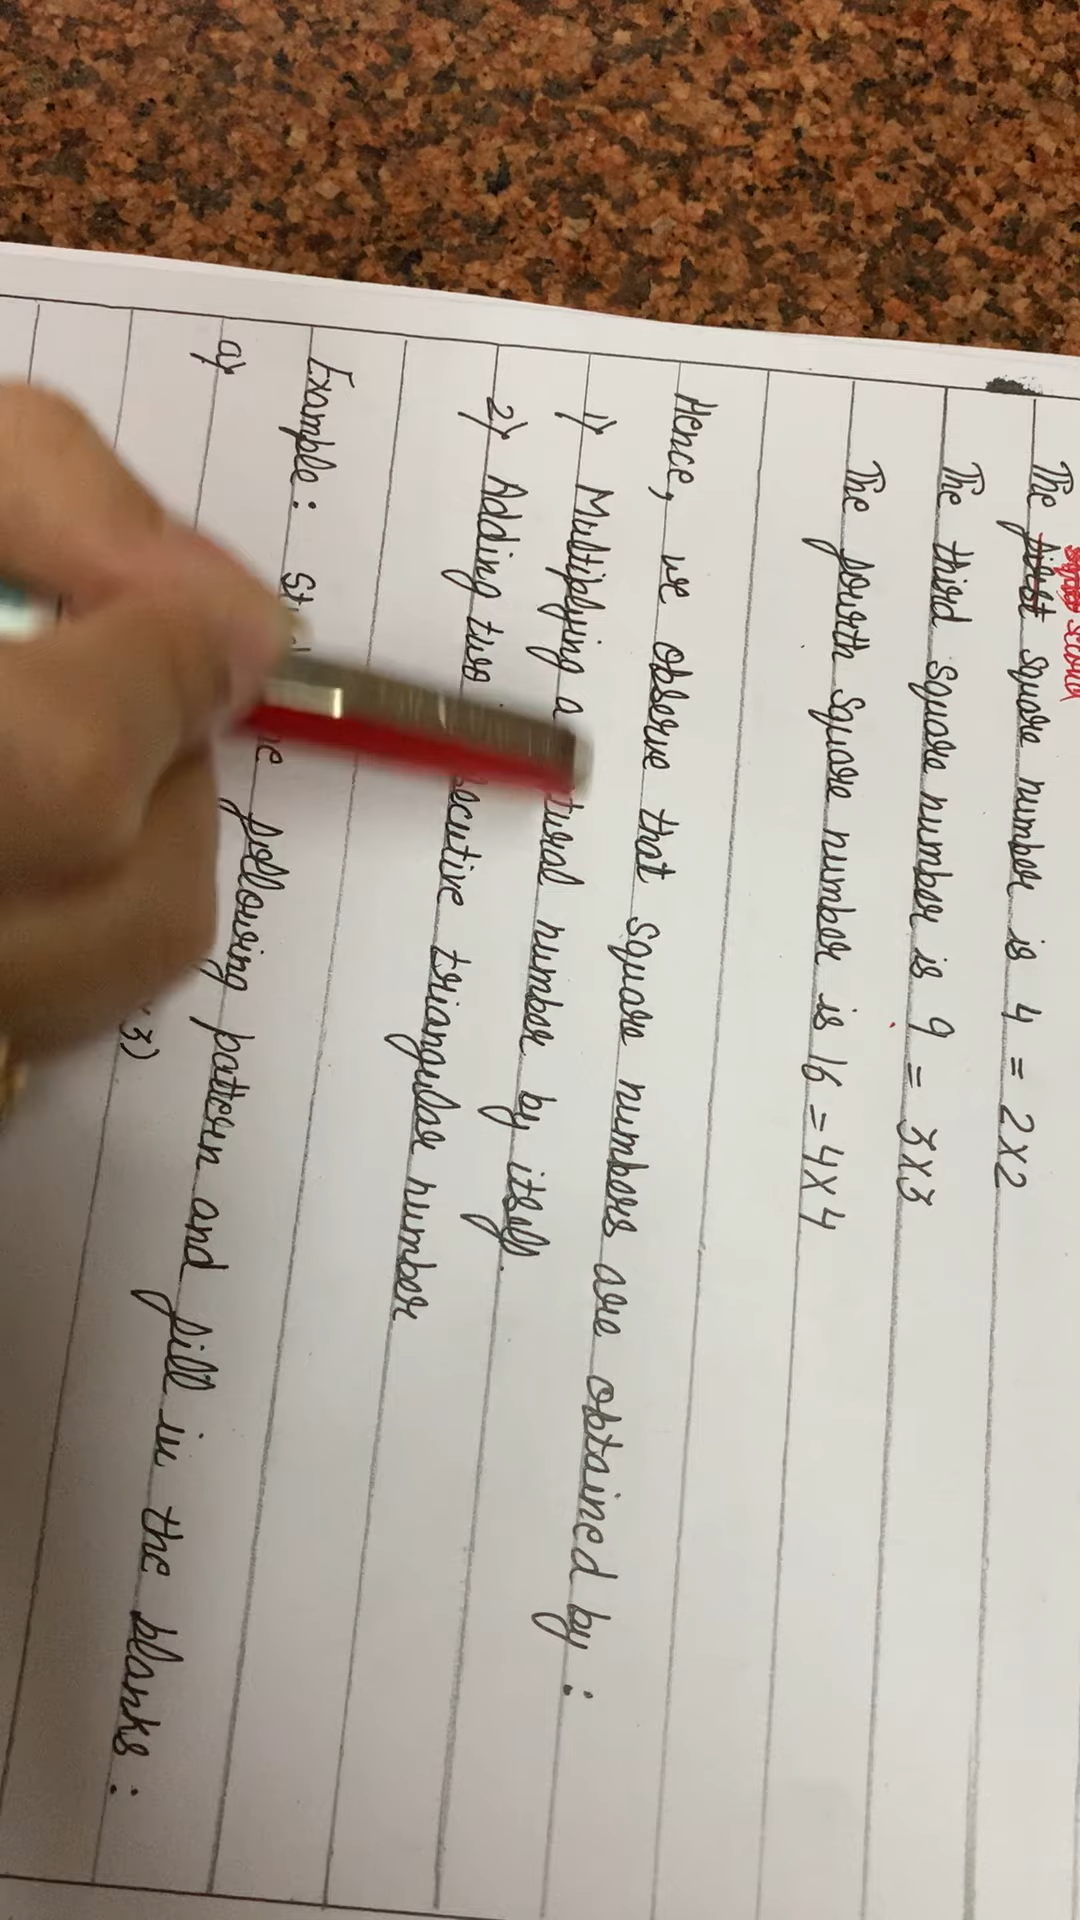 second
The first square number is 4 = 2x2
The third square number is 9 = 3x3
The fourth square number is 16 = 4x4
Hence, we observe that square numbers are obtained by :
1) Multiplying a number by itself.
2) Adding two triangular number
Example : following pattern and fill in the blanks :
a) 3)